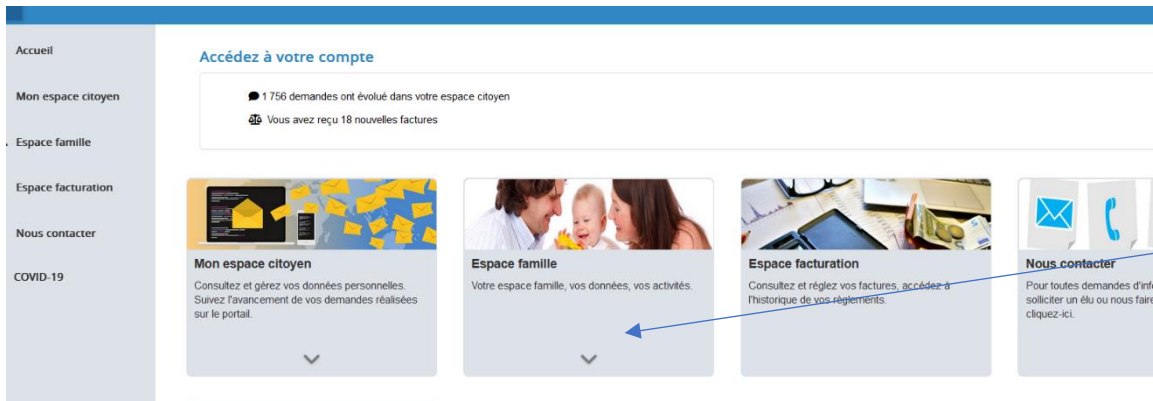 Accueil
Mon espace citoyen
Espace famille
Espace facturation
Nous contacter
COVID-19
Accédez à votre compte
1 756 demandes ont évolué dans votre espace citoyen
Vous avez reçu 18 nouvelles factures
Mon espace citoyen
Consultez et gérez vos données personnelles.
Suivez l'avancement de vos demandes réalisées
sur le portail.
Espace famille
Votre espace famille, vos données, vos activités.
Espace facturation
Consultez et réglez vos factures, accédez à
l'historique de vos règlements.
Nous contacter
Pour toutes demandes d'info
solliciter un élu ou nous faire
cliquez-ici.